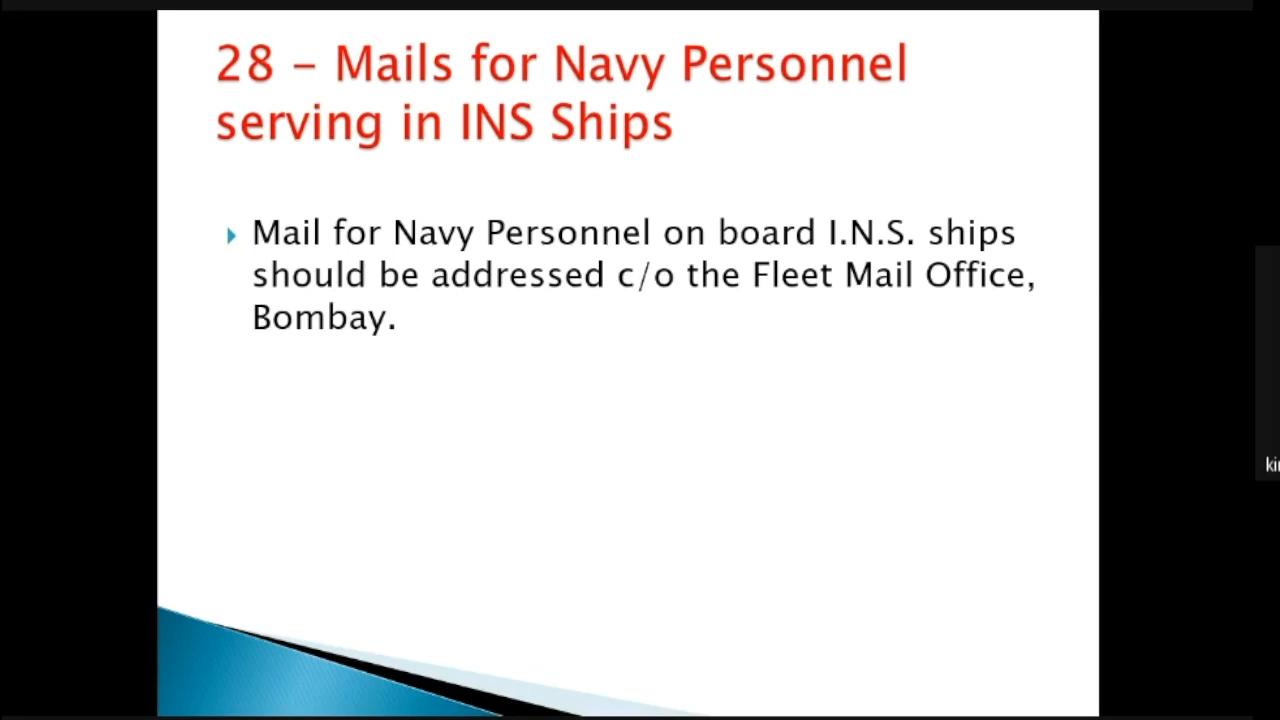 28 – Mails for Navy Personnel
serving in INS Ships
Mail for Navy Personnel on board I.N.S. ships
should be addressed c/o the Fleet Mail Office,
Bombay.